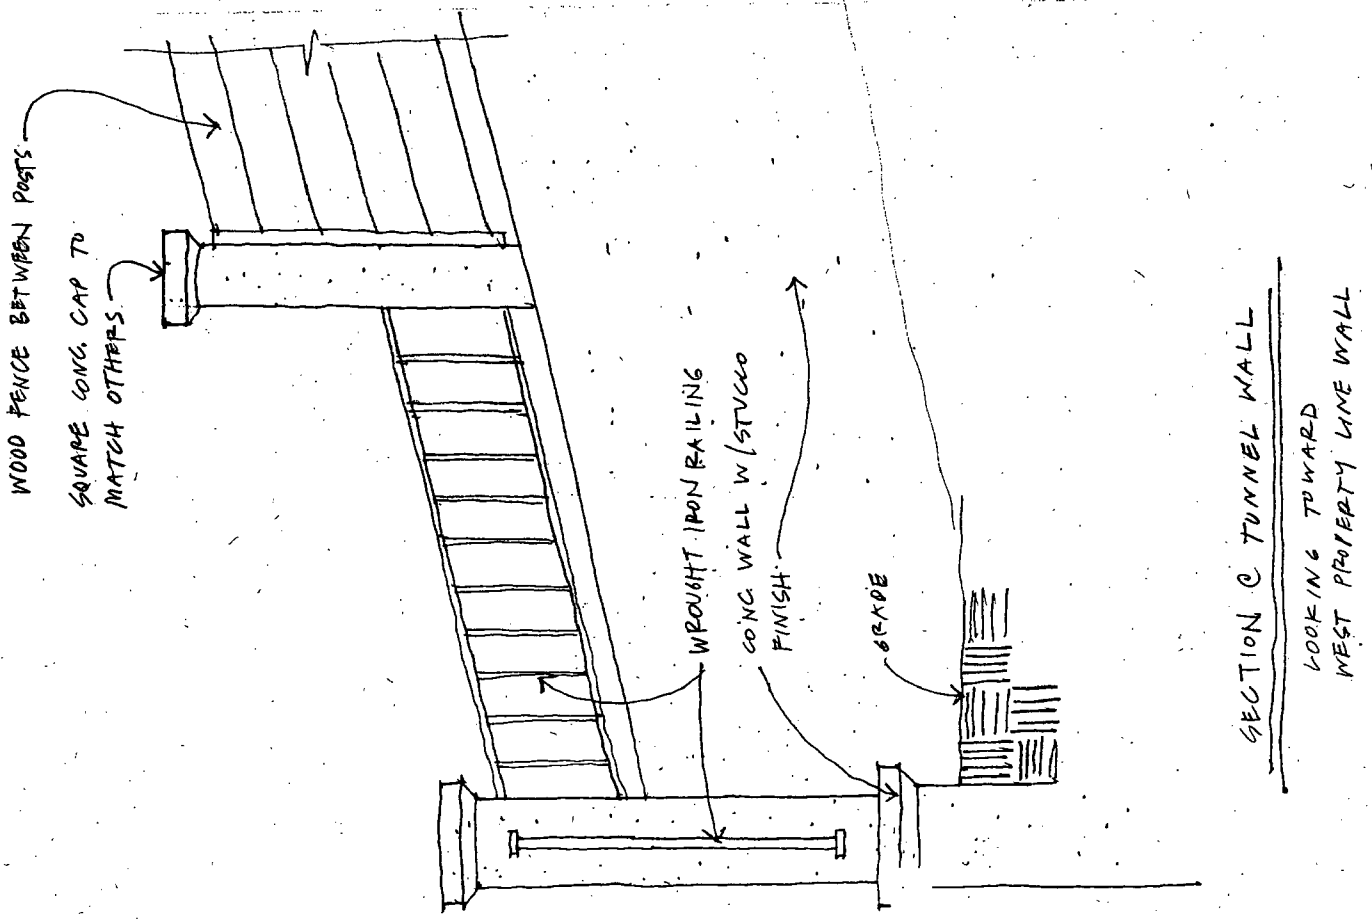 WOOD FENCE BETWEEN POSTS
SQUARE CONC. CAP TO
MATCH OTHERS
WROUGHT IRON RAILING
CONC. WALL W/STUCCO
FINISH
GRADE
SECTION @ TUNNEL WALL
LOOKING TOWARD
WEST PROPERTY LINE WALL